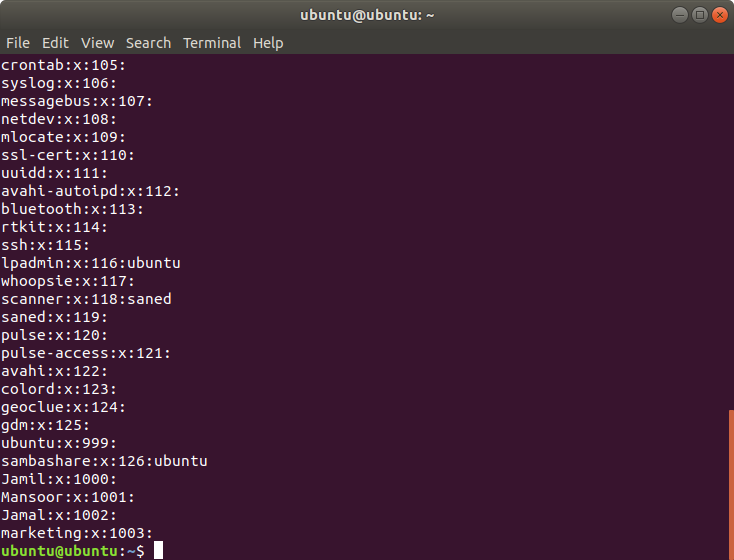 ubuntu@ubuntu: ~
File Edit View Search Terminal Help
crontab:x:105:
syslog:x:106:
messagebus:x:107:
netdev:x:108:
mlocate:x:109:
ssl-cert:x:110:
uuidd:x:111:
avahi-autoipd:x:112:
bluetooth:x:113:
rtkit:x:114:
ssh:x:115:
lpadmin:x:116:ubuntu
whoopsie:x:117:
scanner:x:118:saned
saned:x:119:
pulse:x:120:
pulse-access:x:121:
avahi:x:122:
colord:x:123:
geoclue:x:124:
gdm:x:125:
ubuntu:x:999:
sambashare:x:126:ubuntu
Jamil:x:1000:
Mansoor:x:1001:
Jamal:x:1002:
marketing:x:1003:
ubuntu@ubuntu:~$